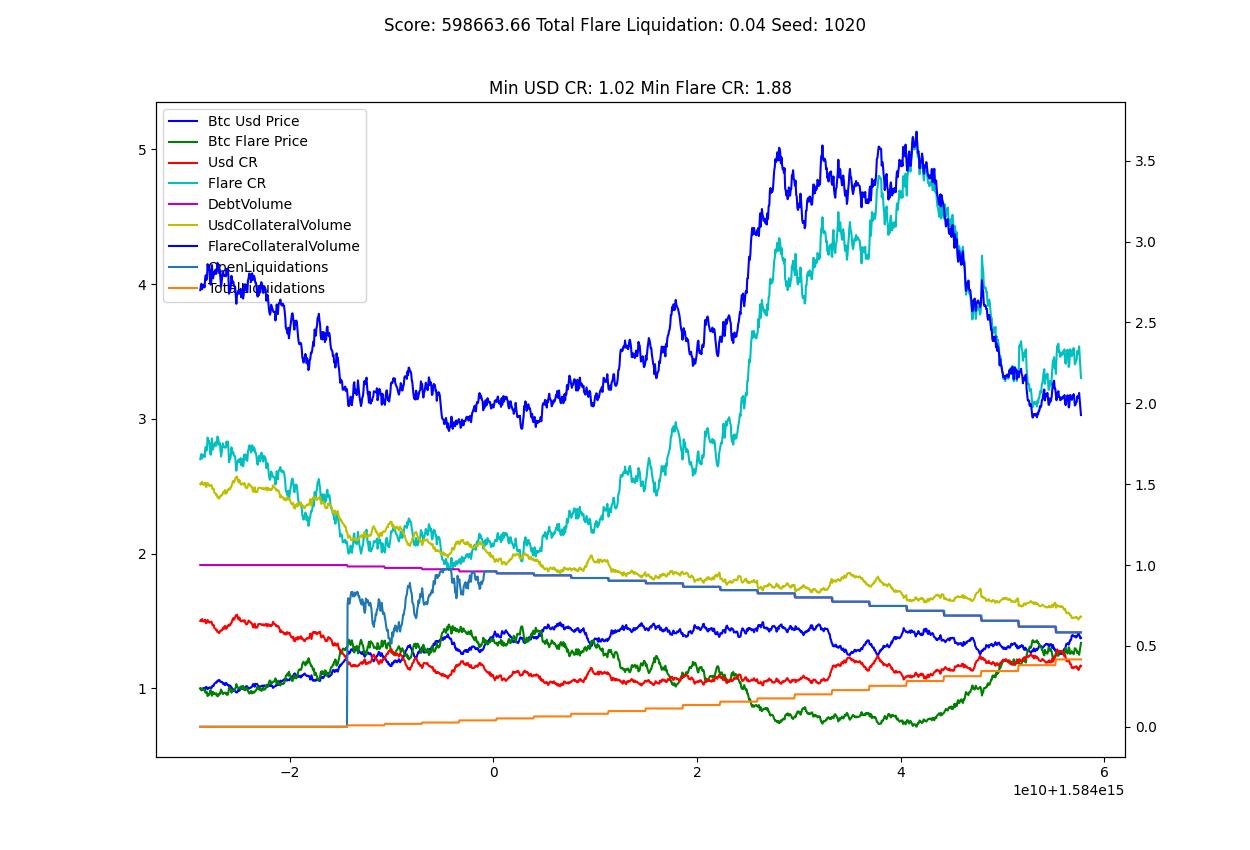 Score: 598663.66 Total Flare Liquidation: 0.04 Seed: 1020
Min USD CR: 1.02 Min Flare CR: 1.88
Btc Usd Price
Btc Flare Price
Usd CR
Flare CR
DebtVolume
UsdCollateralVolume
FlareCollateralVolume
OpenLiquidations
TotalLiquidations
5
4
3
2
1
3.5
3.0
2.5
2.0
1.5
1.0
0.5
0.0
−2
0
2
4
6
1e10+1.584e15